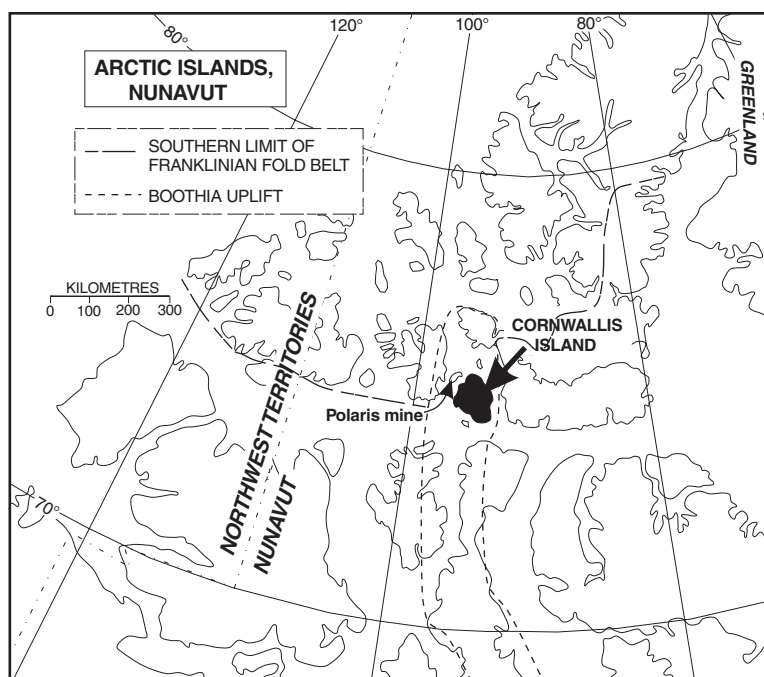 80°
120°
100°
80°
ARCTIC ISLANDS,
NUNAVUT
GREENLAND
SOUTHERN LIMIT OF
FRANKLINIAN FOLD BELT
BOOTHIA UPLIFT
KILOMETRES
0 100 200 300
NORTHWEST TERRITORIES
NUNAVUT
CORNWALLIS
ISLAND
Polaris mine
70°